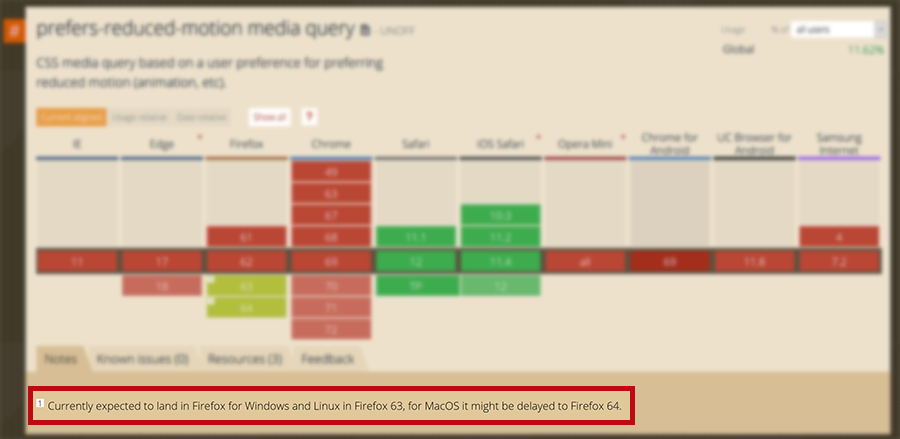 prefers-reduced-motion media query - UNOFF
CSS media query based on a user preference for preferring
reduced motion (animation, etc).
Usage % of all users
Global 11.62%
Current aligned Usage relative Date relative Show all ?
IE Edge * Firefox Chrome Safari iOS Safari * Opera Mini * Chrome for Android UC Browser for Android Samsung Internet
49
63
67 10.3
61 68 11.1 11.2 4
11 17 62 69 12 11.4 all 69 11.8 7.2
18 63 70 TP 12
64 71
72
Notes Known issues (0) Resources (3) Feedback
1 Currently expected to land in Firefox for Windows and Linux in Firefox 63, for MacOS it might be delayed to Firefox 64.